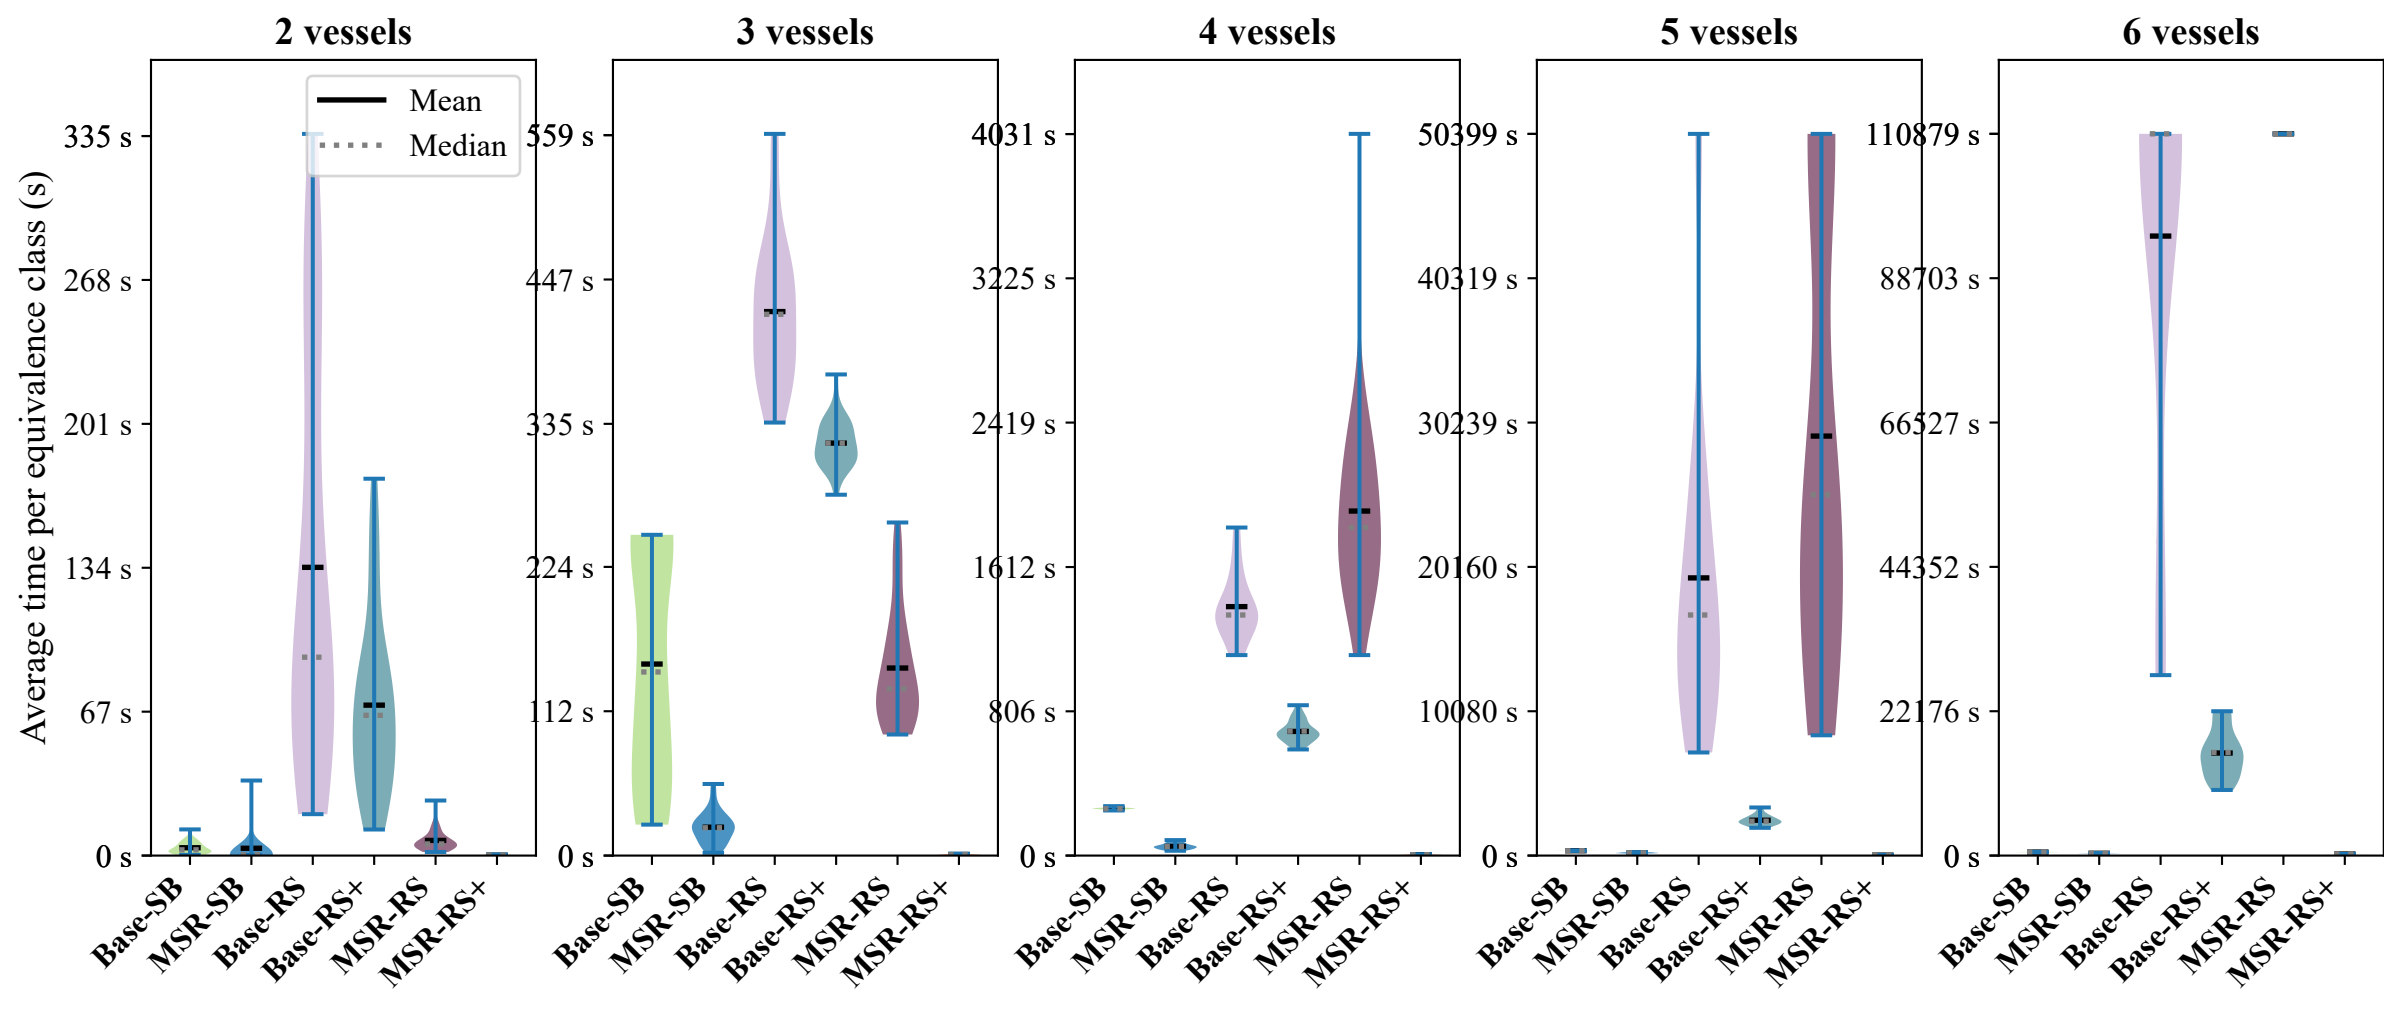 2 vessels
3 vessels
4 vessels
5 vessels
6 vessels
Average time per equivalence class (s)
Mean
Median
335 s
268 s
201 s
134 s
67 s
0 s
559 s
447 s
335 s
224 s
112 s
0 s
4031 s
3225 s
2419 s
1612 s
806 s
0 s
50399 s
40319 s
30239 s
20160 s
10080 s
0 s
110879 s
88703 s
66527 s
44352 s
22176 s
0 s
Base-SB
MSR-SB
Base-RS
Base-RS+
MSR-RS
MSR-RS+
Base-SB
MSR-SB
Base-RS
Base-RS+
MSR-RS
MSR-RS+
Base-SB
MSR-SB
Base-RS
Base-RS+
MSR-RS
MSR-RS+
Base-SB
MSR-SB
Base-RS
Base-RS+
MSR-RS
MSR-RS+
Base-SB
MSR-SB
Base-RS
Base-RS+
MSR-RS
MSR-RS+